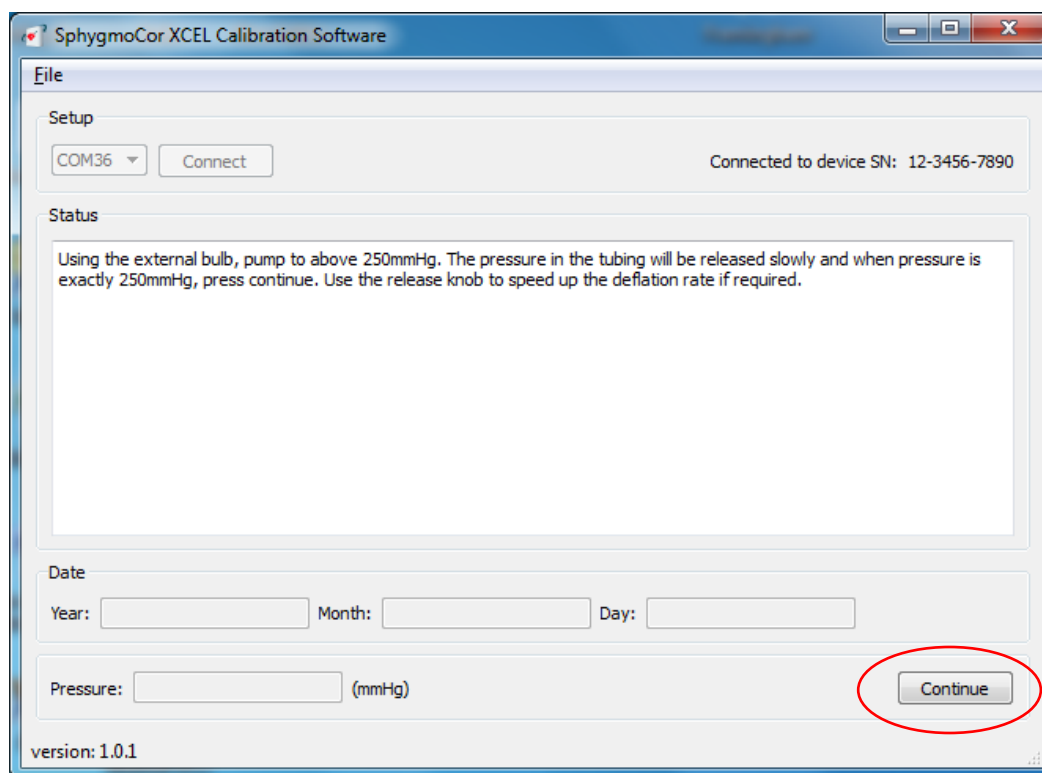 SphygmoCor XCEL Calibration Software
File
Setup
COM36 Connect Connected to device SN: 12-3456-7890
Status
Using the external bulb, pump to above 250mmHg. The pressure in the tubing will be released slowly and when pressure is
exactly 250mmHg, press continue. Use the release knob to speed up the deflation rate if required.
Date
Year: Month: Day:
Pressure: (mmHg) Continue
version: 1.0.1